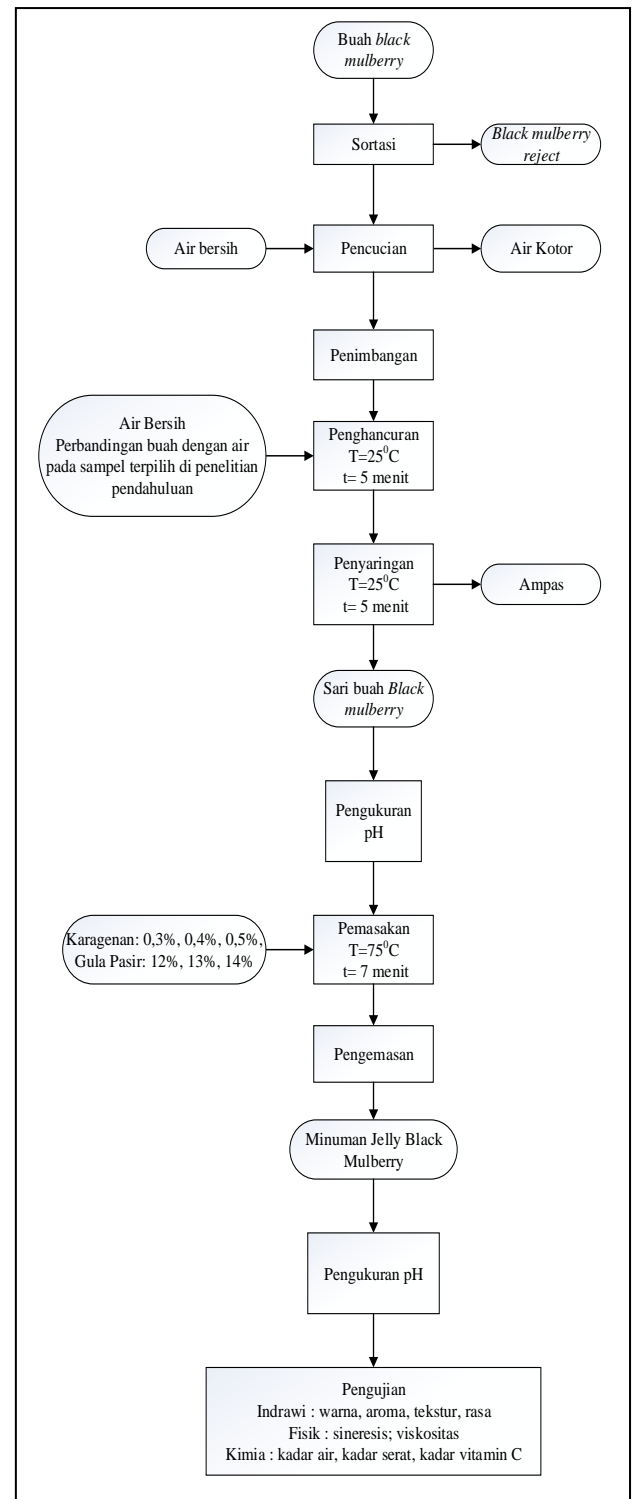 Buah black
mulberry
Sortasi
Black mulberry
reject
Air bersih
Pencucian
Air Kotor
Penimbangan
Air Bersih
Perbandingan buah dengan air
pada sampel terpilih di penelitian
pendahuluan
Penghancuran
T=25⁰C
t= 5 menit
Penyaringan
T=25⁰C
t= 5 menit
Ampas
Sari buah Black
mulberry
Pengukuran
pH
Karagenan: 0,3%, 0,4%, 0,5%,
Gula Pasir: 12%, 13%, 14%
Pemasakan
T=75⁰C
t= 7 menit
Pengemasan
Minuman Jelly Black
Mulberry
Pengukuran pH
Pengujian
Indrawi : warna, aroma, tekstur, rasa
Fisik : sineresis; viskositas
Kimia : kadar air, kadar serat, kadar vitamin C